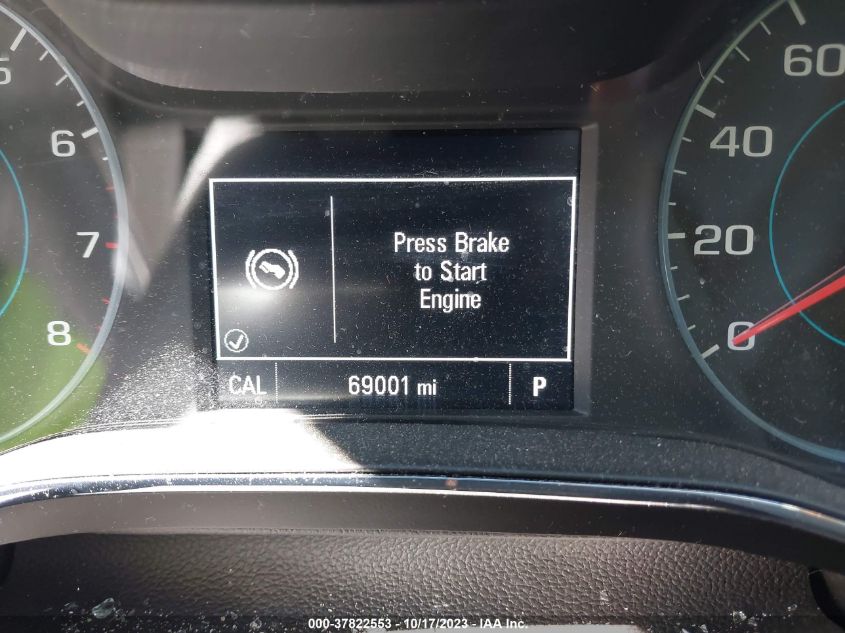 5
6
7
8
60
40
20
0
Press Brake
to Start
Engine
CAL 69001 mi P
000-37822553 - 10/17/2023 - IAA Inc.